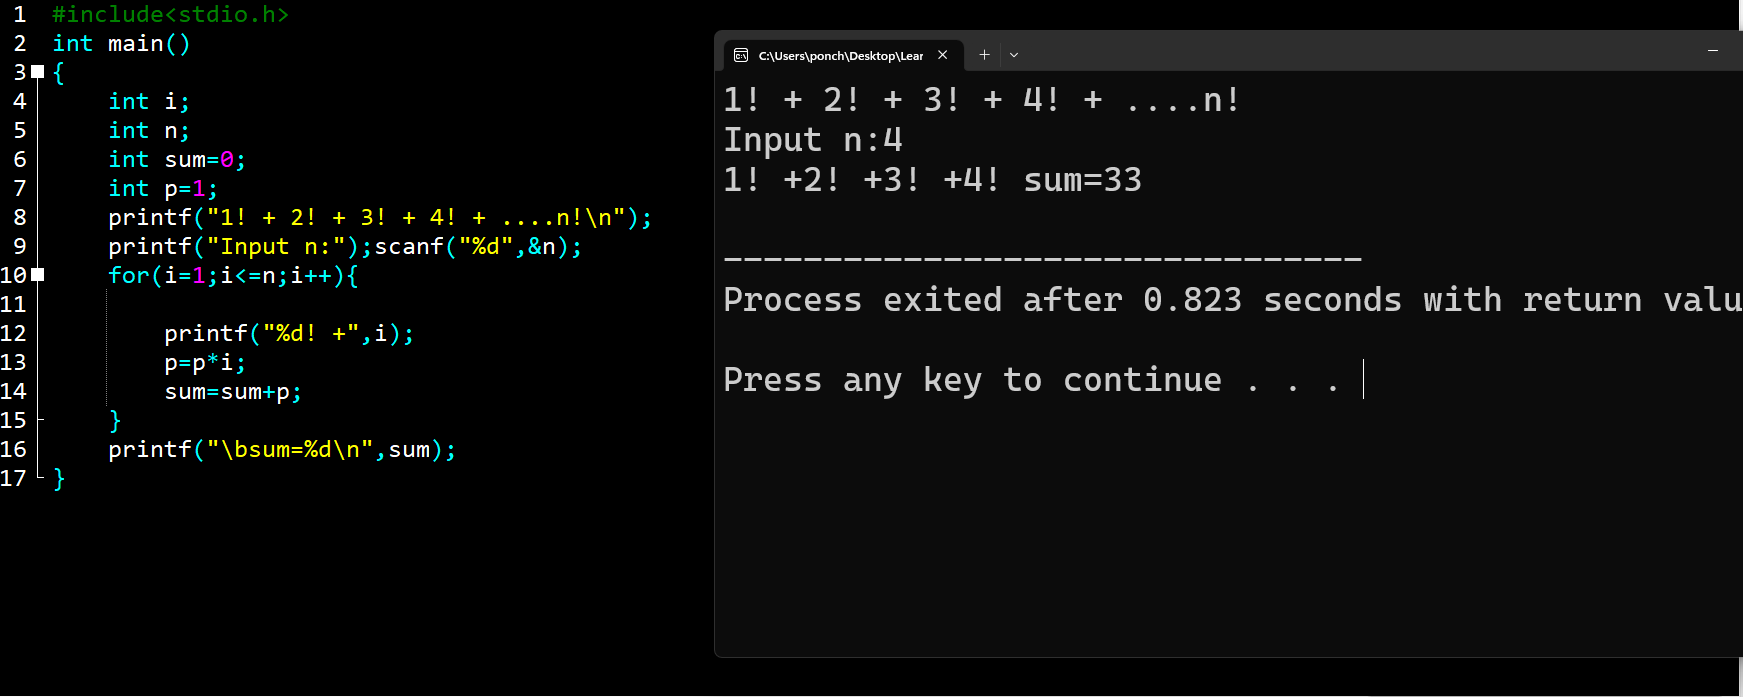 1 #include<stdio.h>
2 int main()
3 {
4 int i;
5 int n;
6 int sum=0;
7 int p=1;
8 printf("1! + 2! + 3! + 4! + ....n!\n");
9 printf("Input n:");scanf("%d",&n);
10 for(i=1;i<=n;i++){
11
12 printf("%d! +",i);
13 p=p*i;
14 sum=sum+p;
15 }
16 printf("\bsum=%d\n",sum);
17 }
C:\Users\ponch\Desktop\Lear
1! + 2! + 3! + 4! + ....n!
Input n:4
1! +2! +3! +4! sum=33
--------------------------------
Process exited after 0.823 seconds with return valu
Press any key to continue . . .